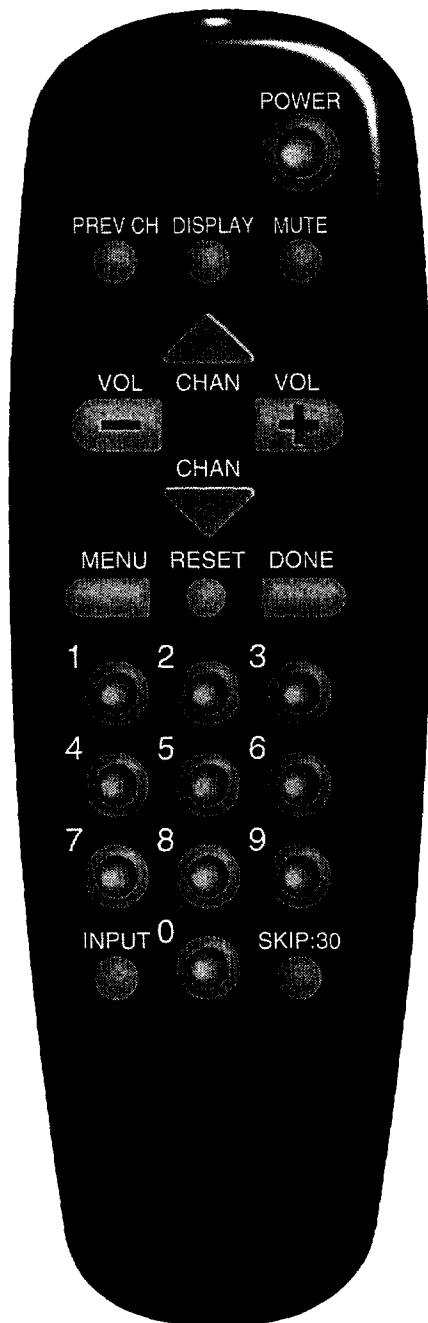 POWER
PREV CH DISPLAY MUTE
VOL CHAN VOL
− +
CHAN
MENU RESET DONE
1 2 3
4 5 6
7 8 9
INPUT 0 SKIP:30